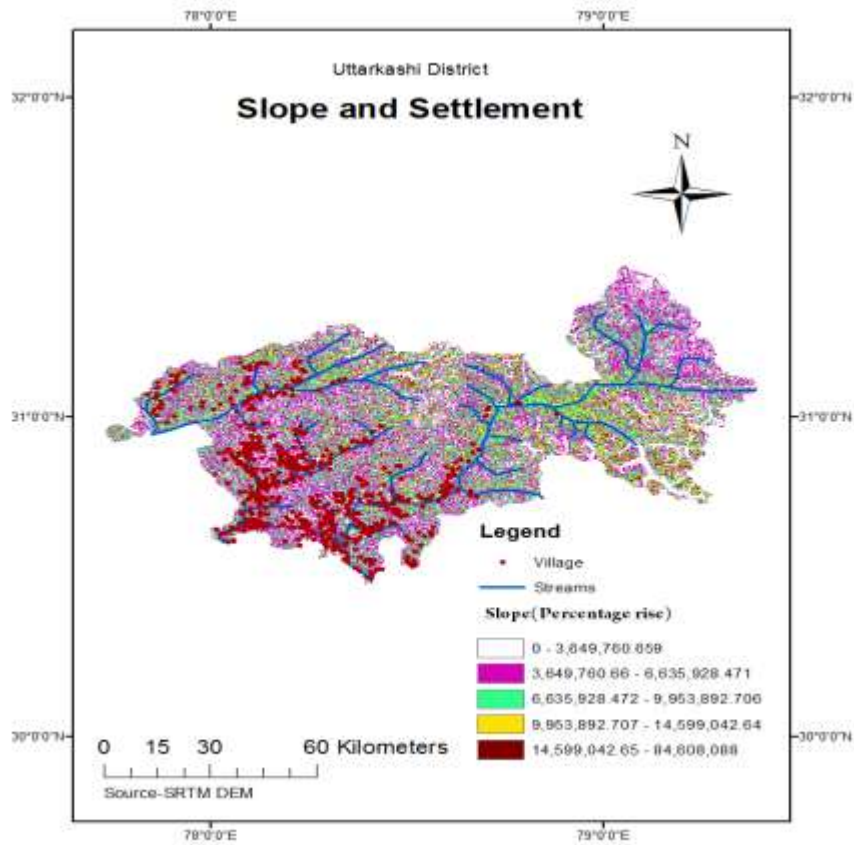 78°0'0"E 79°0'0"E
Uttarkashi District
32°0'0"N 32°0'0"N
Slope and Settlement
N
31°0'0"N 31°0'0"N
Legend
Village
Streams
Slope(Percentage rise)
0 - 3,649,760.659
3,649,760.66 - 6,635,928.471
6,635,928.472 - 9,953,892.706
9,953,892.707 - 14,599,042.64
14,599,042.65 - 84,608,088
30°0'0"N 30°0'0"N
0 15 30 60 Kilometers
Source-SRTM DEM
78°0'0"E 79°0'0"E